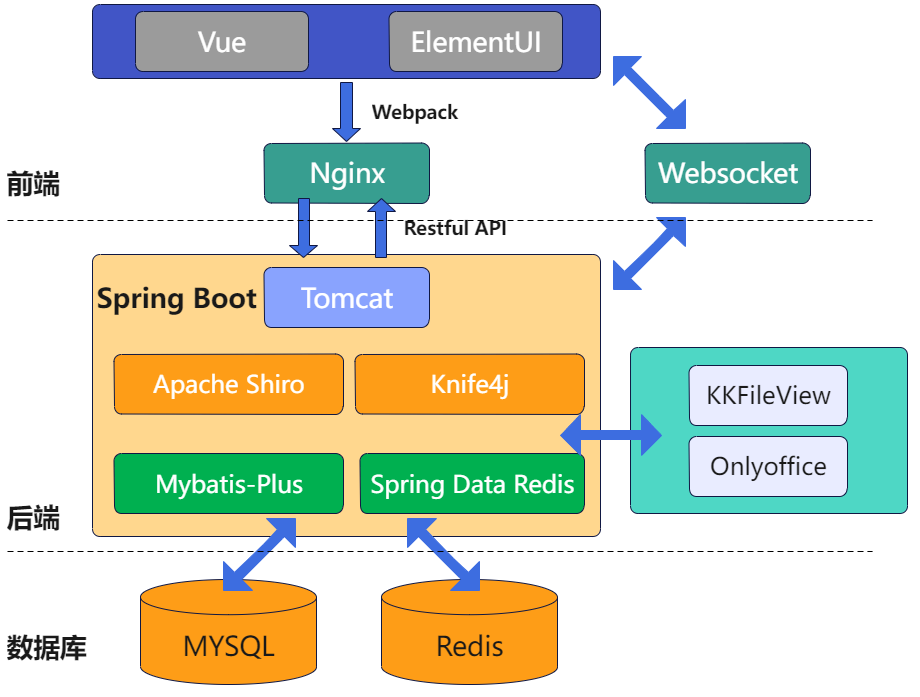 Vue
ElementUI
Webpack
Nginx
Websocket
前端
Restful API
Spring Boot
Tomcat
Apache Shiro
Knife4j
KKFileView
Onlyoffice
Mybatis-Plus
Spring Data Redis
后端
MYSQL
Redis
数据库